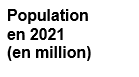 Population
en 2021
(en million)